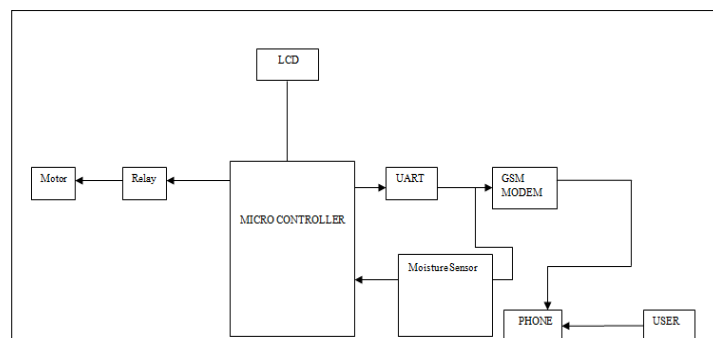 LCD
Motor
Relay
MICRO CONTROLLER
UART
GSM
MODEM
MoistureSensor
PHONE
USER